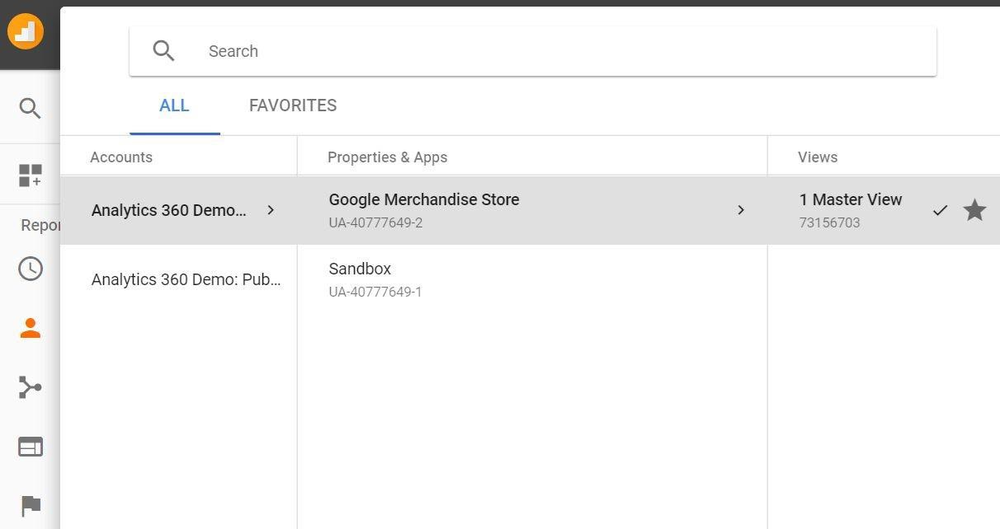 Search
ALL
FAVORITES
Accounts
Properties & Apps
Views
Analytics 360 Demo...
Google Merchandise Store
UA-40777649-2
1 Master View
73156703
Repor
Analytics 360 Demo: Pub...
Sandbox
UA-40777649-1